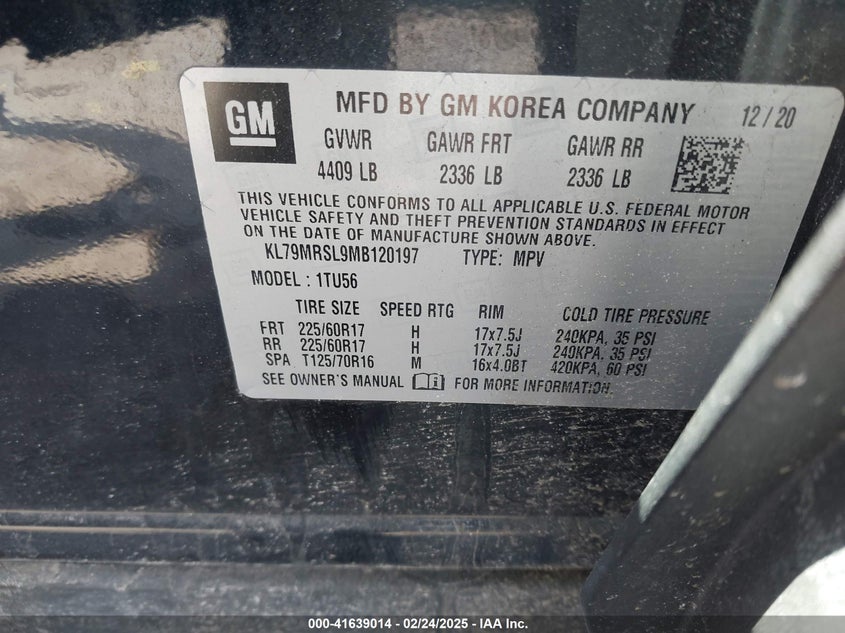 GM
MFD BY GM KOREA COMPANY 12 / 20
GVWR GAWR FRT GAWR RR
4409 LB 2336 LB 2336 LB
THIS VEHICLE CONFORMS TO ALL APPLICABLE U.S. FEDERAL MOTOR
VEHICLE SAFETY AND THEFT PREVENTION STANDARDS IN EFFECT
ON THE DATE OF MANUFACTURE SHOWN ABOVE.
KL79MRSL9MB120197 TYPE: MPV
MODEL : 1TU56
TIRE SIZE SPEED RTG RIM COLD TIRE PRESSURE
FRT 225/60R17 H 17x7.5J 240KPA, 35 PSI
RR 225/60R17 H 17x7.5J 240KPA, 35 PSI
SPA T125/70R16 M 16x4.0BT 420KPA, 60 PSI
SEE OWNER'S MANUAL FOR MORE INFORMATION.
000-41639014 - 02/24/2025 - IAA Inc.